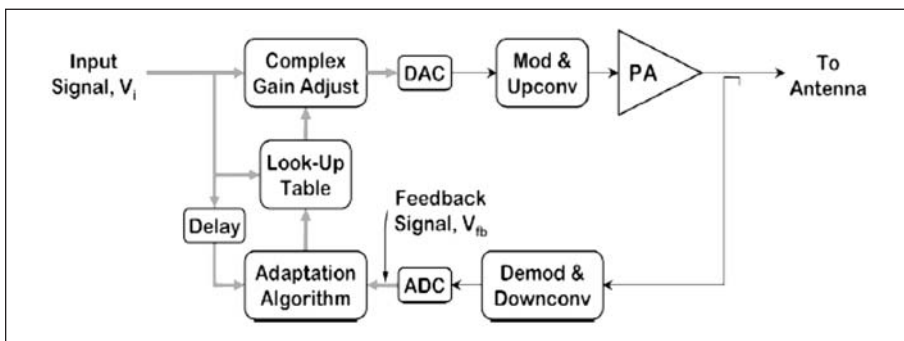 Input
Signal, Vi
Complex
Gain Adjust
DAC
Mod &
Upconv
PA
To
Antenna
Look-Up
Table
Delay
Feedback
Signal, Vfb
Adaptation
Algorithm
ADC
Demod &
Downconv